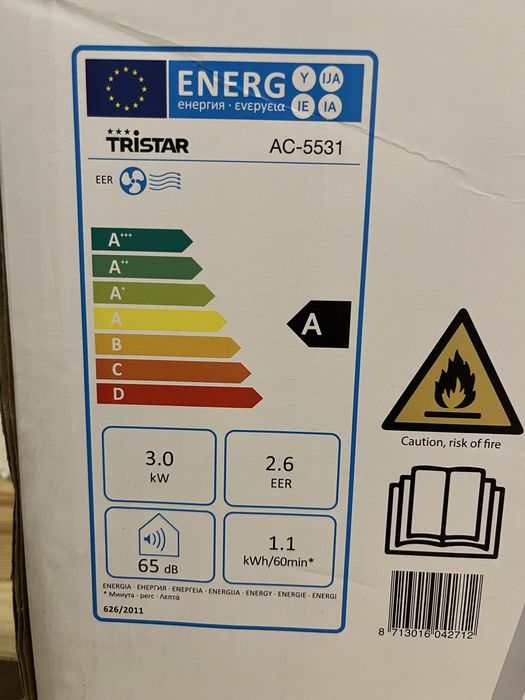 ENERG Y IJA
енергия · ενεργεια IE IA
TRISTAR AC-5531
EER
A+++
A++
A+
A
A
B
C
D
3.0
kW
2.6
EER
65 dB
1.1
kWh/60min*
ENERGIA · ЕНЕРГИЯ · ΕΝΕΡΓΕΙΑ · ENERGIJA · ENERGY · ENERGIE · ENERGI
* Минута · perc · Λεπτά
626/2011
Caution, risk of fire
8 713016 042712